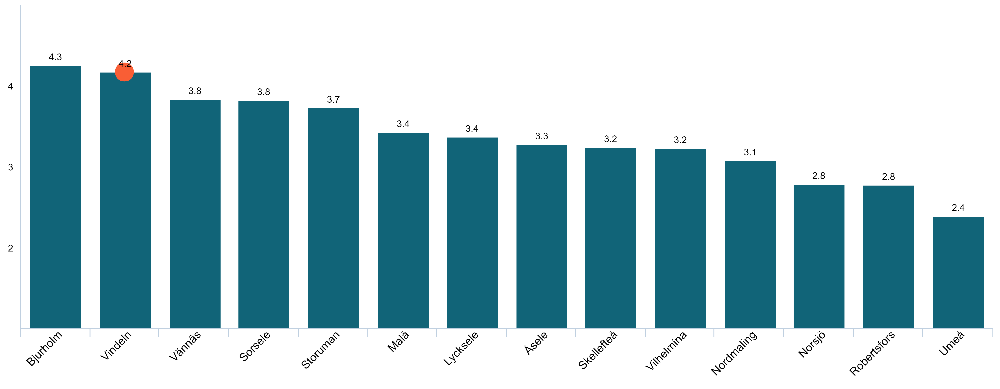 4.3
4.2
3.8
3.8
3.7
3.4
3.4
3.3
3.2
3.2
3.1
2.8
2.8
2.4
4
3
2
Bjurholm
Vindeln
Vännäs
Sorsele
Storuman
Malå
Lycksele
Åsele
Skellefteå
Vilhelmina
Nordmaling
Norsjö
Robertsfors
Umeå